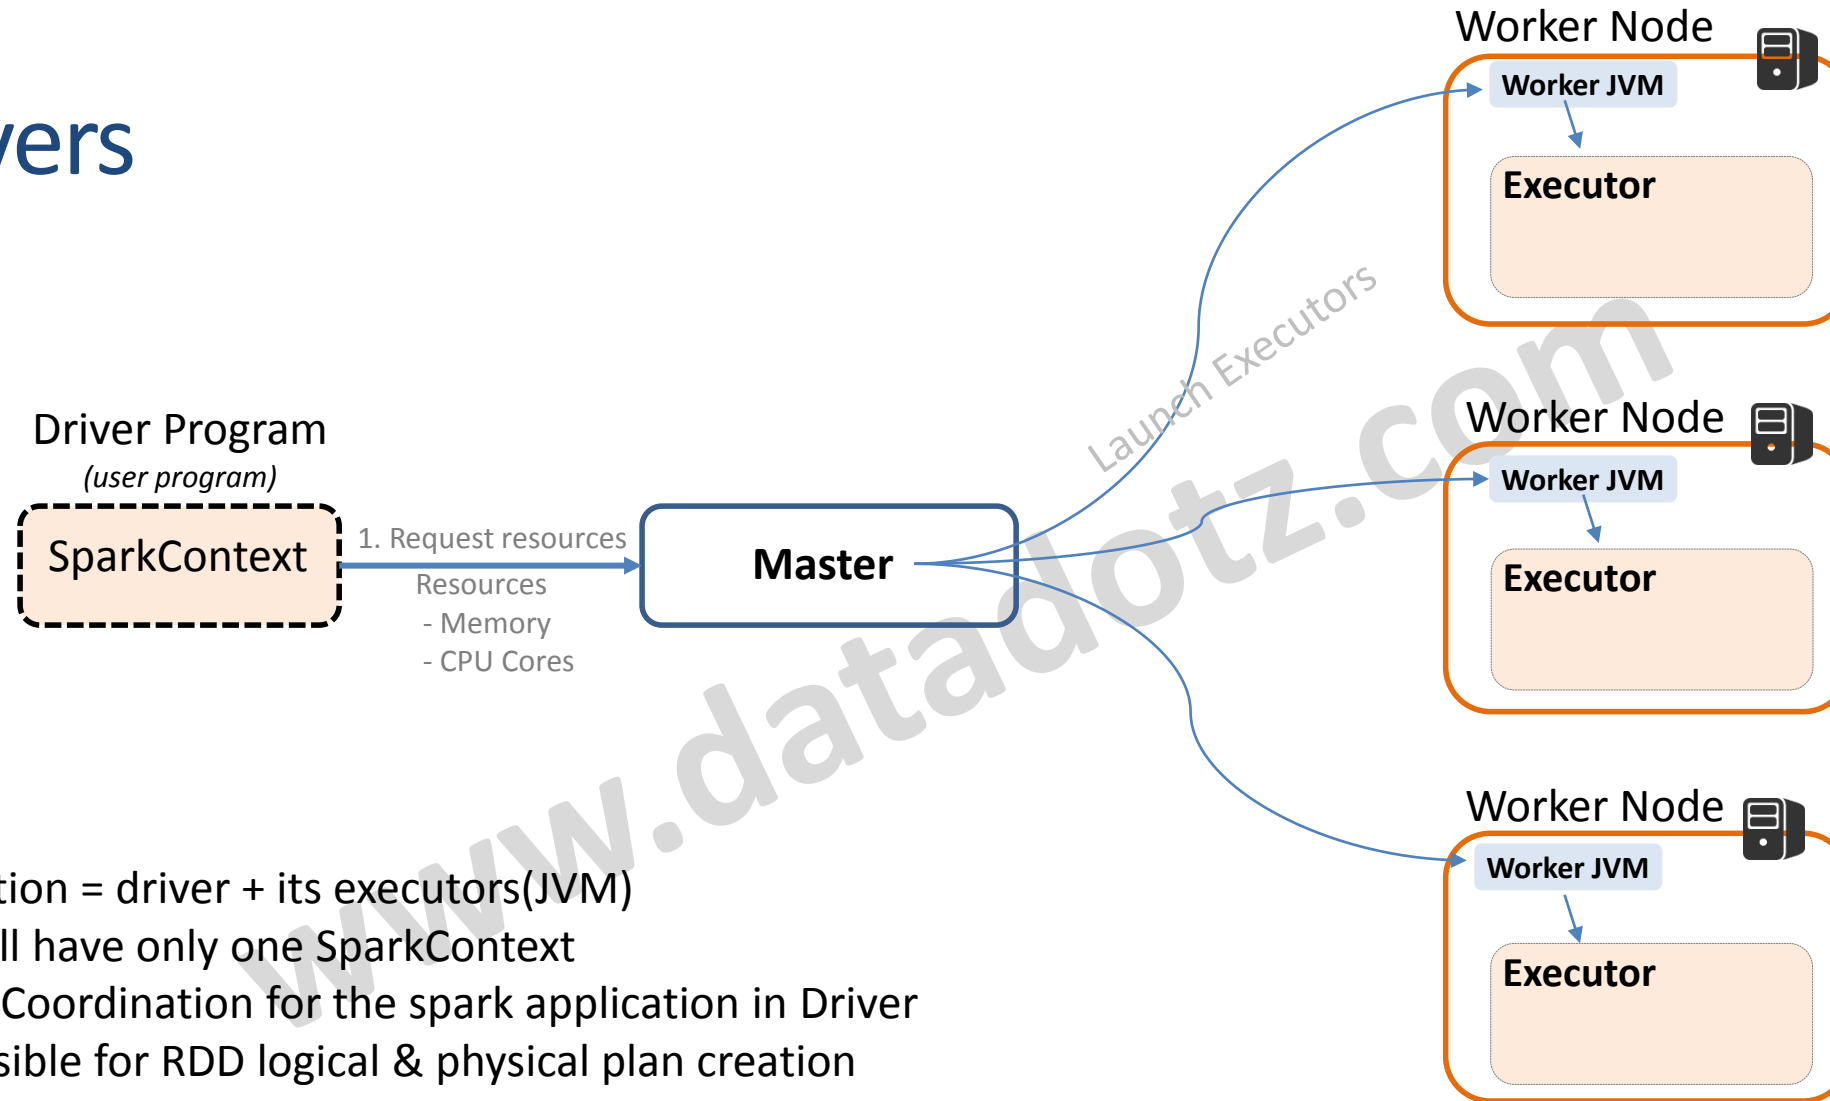 vers
Driver Program
(user program)
SparkContext
1. Request resources
Resources
- Memory
- CPU Cores
Master
Launch Executors
Worker Node
Worker JVM
Executor
Worker Node
Worker JVM
Executor
Worker Node
Worker JVM
Executor
tion = driver + its executors(JVM)
ll have only one SparkContext
Coordination for the spark application in Driver
sible for RDD logical & physical plan creation
www.datadotz.com